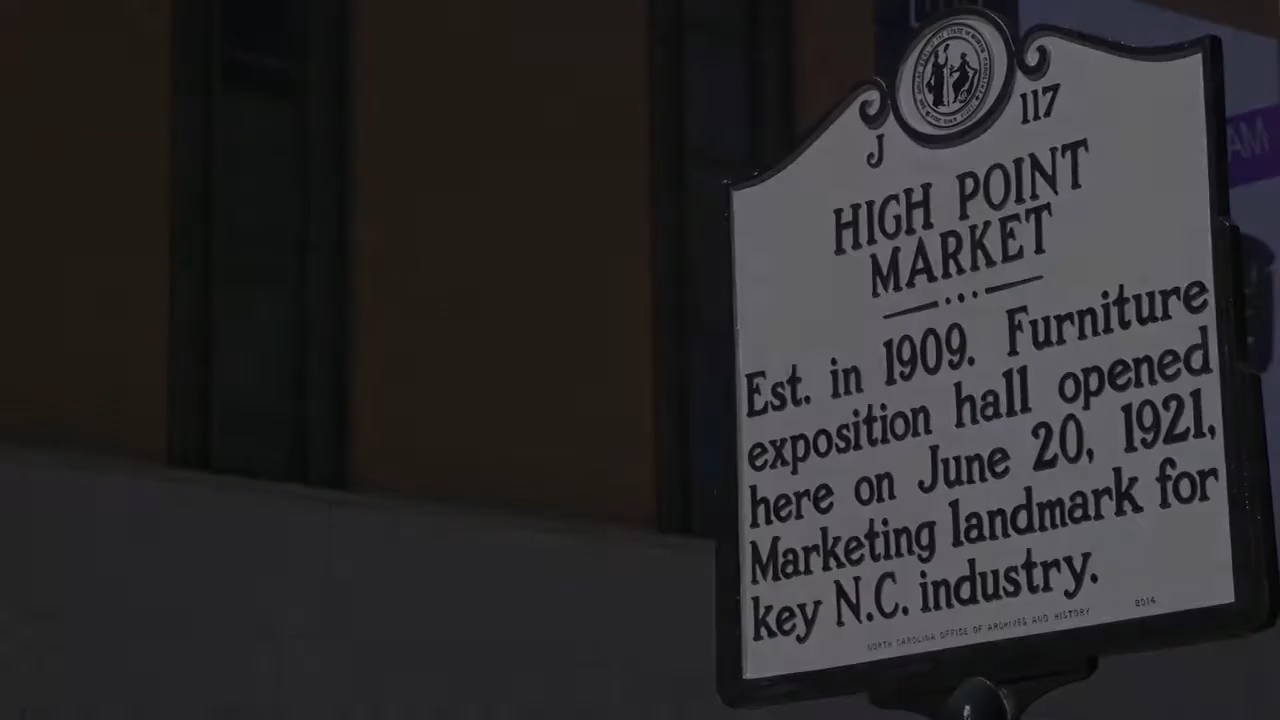 J 117
HIGH POINT
MARKET
Est. in 1909. Furniture
exposition hall opened
here on June 20, 1921.
Marketing landmark for
key N.C. industry.
NORTH CAROLINA OFFICE OF ARCHIVES AND HISTORY 2014
AM